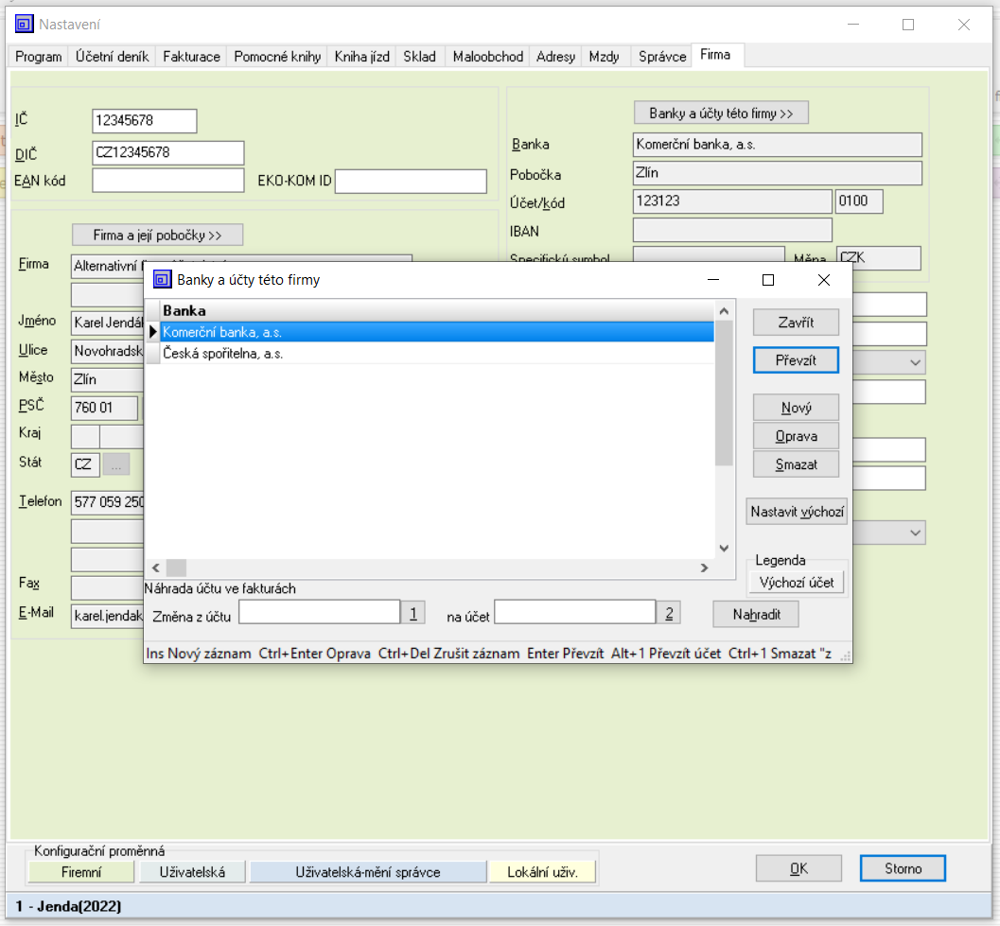 Nastavení
Program Účetní deník Fakturace Pomocné knihy Kniha jízd Sklad Maloobchod Adresy Mzdy Správce Firma
IČ 12345678
DIČ CZ12345678
EAN kód EKO-KOM ID
Banky a účty této firmy >>
Banka Komerční banka, a.s.
Pobočka Zlín
Účet/kód 123123 0100
IBAN
Specifický symbol Měna CZK
Firma a její pobočky >>
Firma Alternativní
Jméno Karel Jendák
Ulice Novohradsk
Město Zlín
PSČ 760 01
Kraj
Stát CZ ...
Telefon 577 059 250
Fax
E-Mail karel.jendak
Banky a účty této firmy
Banka
Komerční banka, a.s.
Česká spořitelna, a.s.
Zavřít
Převzít
Nový
Oprava
Smazat
Nastavit výchozí
Legenda
Výchozí účet
Náhrada účtu ve fakturách
Změna z účtu 1 na účet 2 Nahradit
Ins Nový záznam Ctrl+Enter Oprava Ctrl+Del Zrušit záznam Enter Převzít Alt+1 Převzít účet Ctrl+1 Smazat "z
Konfigurační proměnná
Firemní Uživatelská Uživatelská-mění správce Lokální uživ.
OK Storno
1 - Jenda(2022)